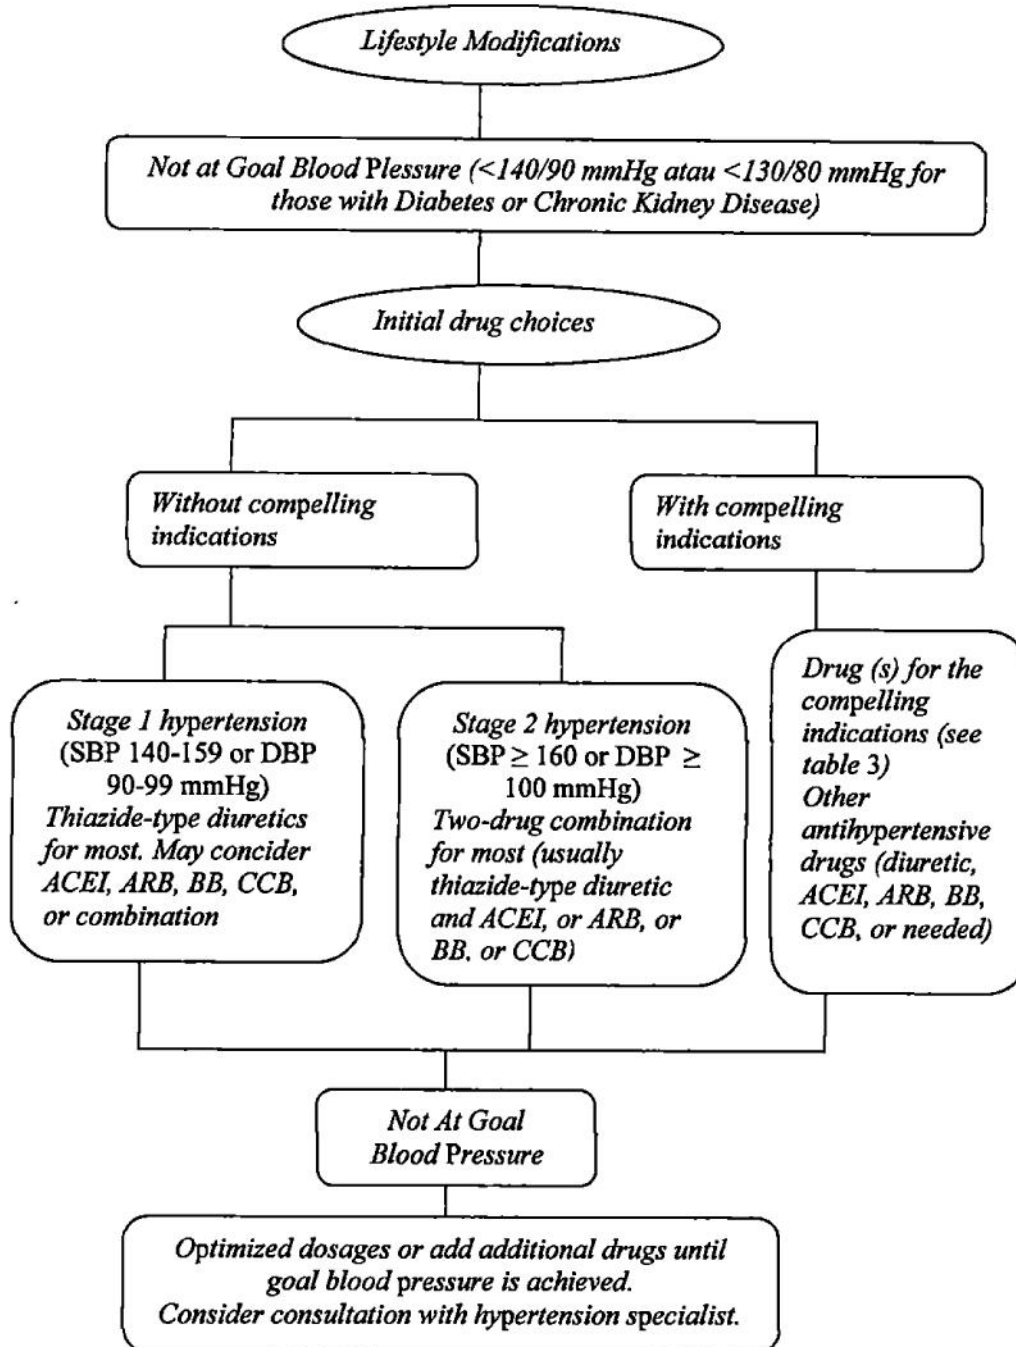 Lifestyle Modifications
Not at Goal Blood Plessure (<140/90 mmHg atau <130/80 mmHg for
those with Diabetes or Chronic Kidney Disease)
Initial drug choices
Without compelling
indications
With compelling
indications
Stage 1 hypertension
(SBP 140-159 or DBP
90-99 mmHg)
Thiazide-type diuretics
for most. May concider
ACEI, ARB, BB, CCB,
or combination
Stage 2 hypertension
(SBP ≥ 160 or DBP ≥
100 mmHg)
Two-drug combination
for most (usually
thiazide-type diuretic
and ACEI, or ARB, or
BB. or CCB)
Drug (s) for the
compelling
indications (see
table 3)
Other
antihypertensive
drugs (diuretic,
ACEI, ARB, BB,
CCB, or needed)
Not At Goal
Blood Pressure
Optimized dosages or add additional drugs until
goal blood pressure is achieved.
Consider consultation with hypertension specialist.